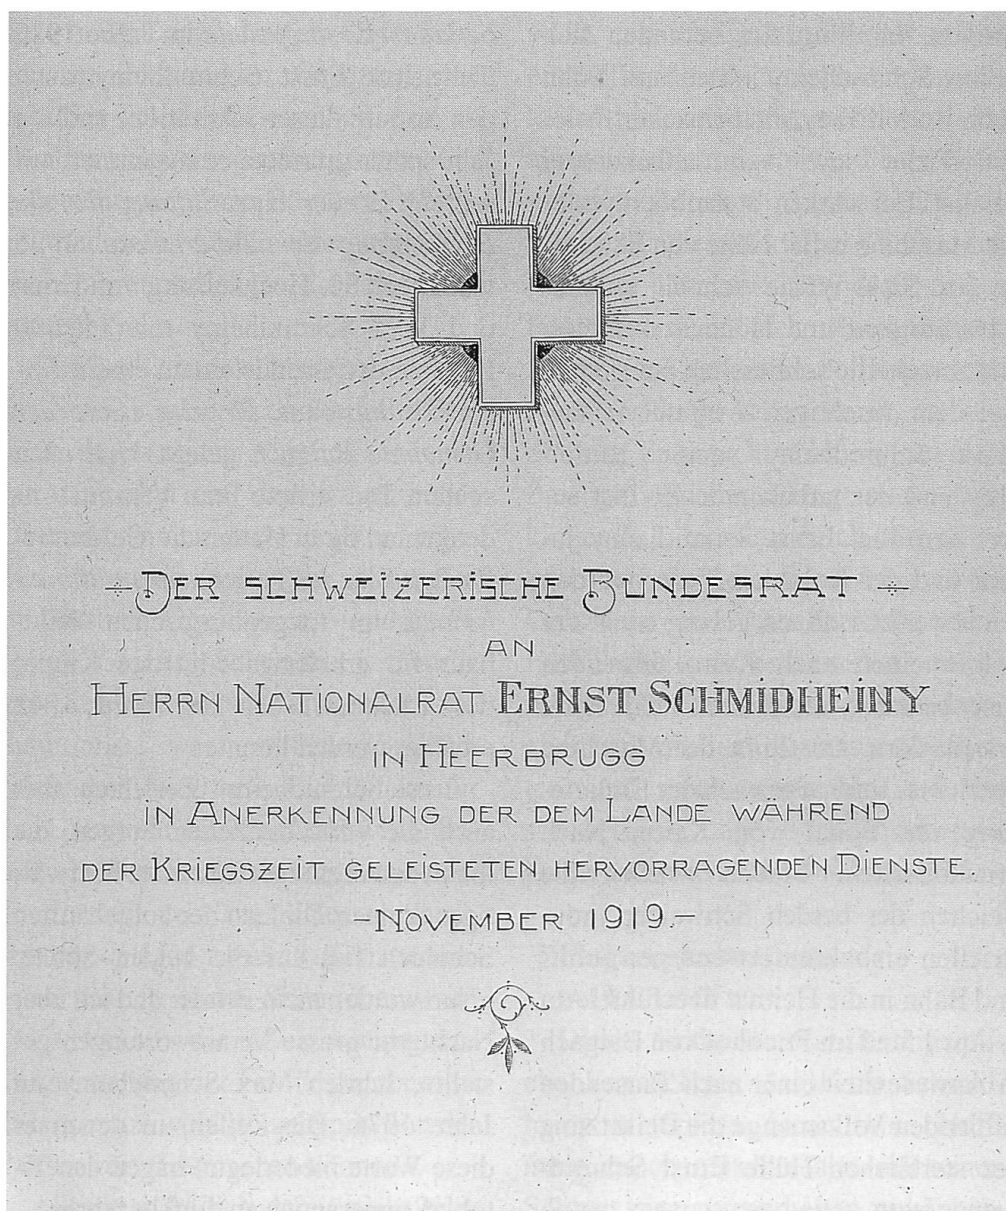 DER SCHWEIZERISCHE BUNDESRAT
AN
HERRN NATIONALRAT ERNST SCHMIDHEINY
IN HEERBRUGG
IN ANERKENNUNG DER DEM LANDE WÄHREND
DER KRIEGSZEIT GELEISTETEN HERVORRAGENDEN DIENSTE.
-NOVEMBER 1919.-